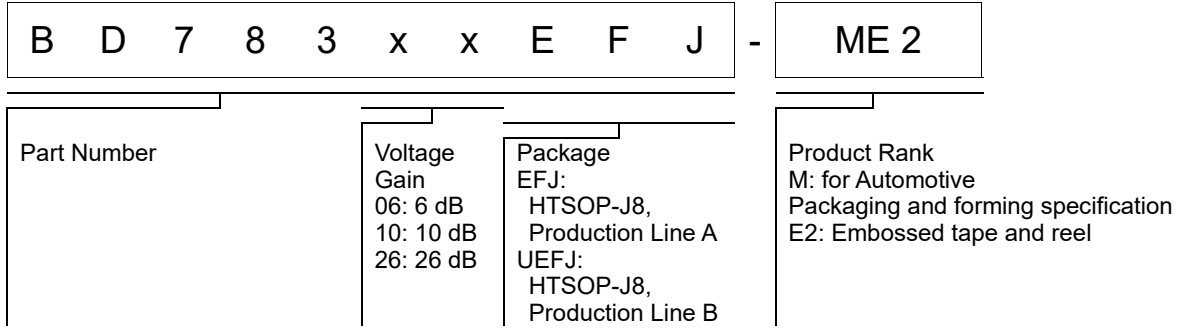 B D 7 8 3 x x E F J - ME 2
Part Number
Voltage
Gain
06: 6 dB
10: 10 dB
26: 26 dB
Package
EFJ:
HTSOP-J8,
Production Line A
UEFJ:
HTSOP-J8,
Production Line B
Product Rank
M: for Automotive
Packaging and forming specification
E2: Embossed tape and reel